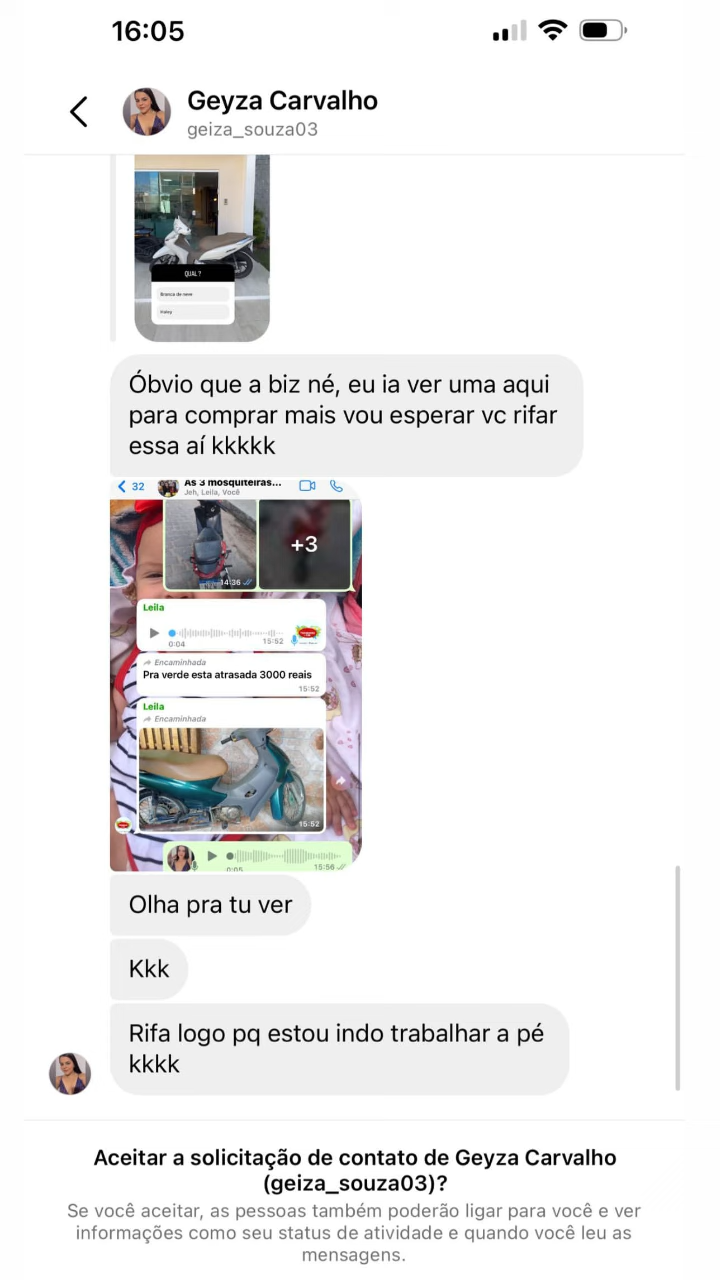 16:05
Geyza Carvalho
geiza_souza03
QUAL?
Branca de neve
Óbvio que a biz né, eu ia ver uma aqui
para comprar mais vou esperar vc rifar
essa aí kkkkk
32
As 3 mosquiteiras...
Jeh, Leila, Você
14:36
+3
Leila
0:04
15:52
Encaminhada
Pra verde esta atrasada 3000 reais
15:52
Leila
Encaminhada
15:52
0:05
15:56
Olha pra tu ver
Kkk
Rifa logo pq estou indo trabalhar a pé
kkkk
Aceitar a solicitação de contato de Geyza Carvalho
(geiza_souza03)?
Se você aceitar, as pessoas também poderão ligar para você e ver
informações como seu status de atividade e quando você leu as
mensagens.